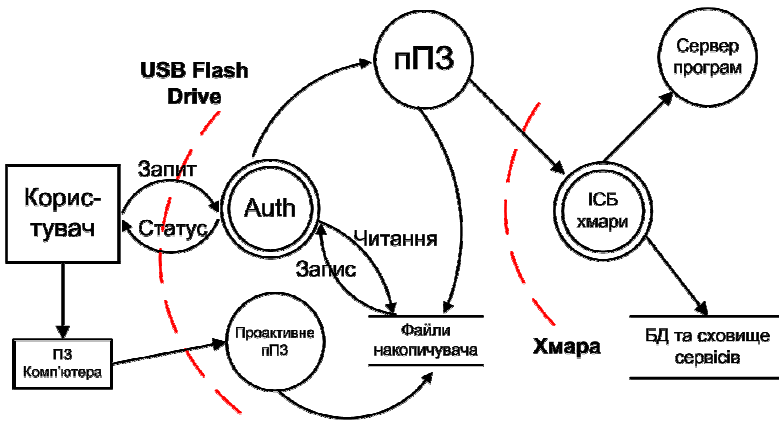 USB Flash
Drive
пПЗ
Сервер
програм
Запит
Корис-
тувач
Auth
ІСБ
хмари
Статус
Читання
Запис
Проактивне
пПЗ
Файли
накопичувача
Хмара
БД та сховище
сервісів
ПЗ
Комп'ютера